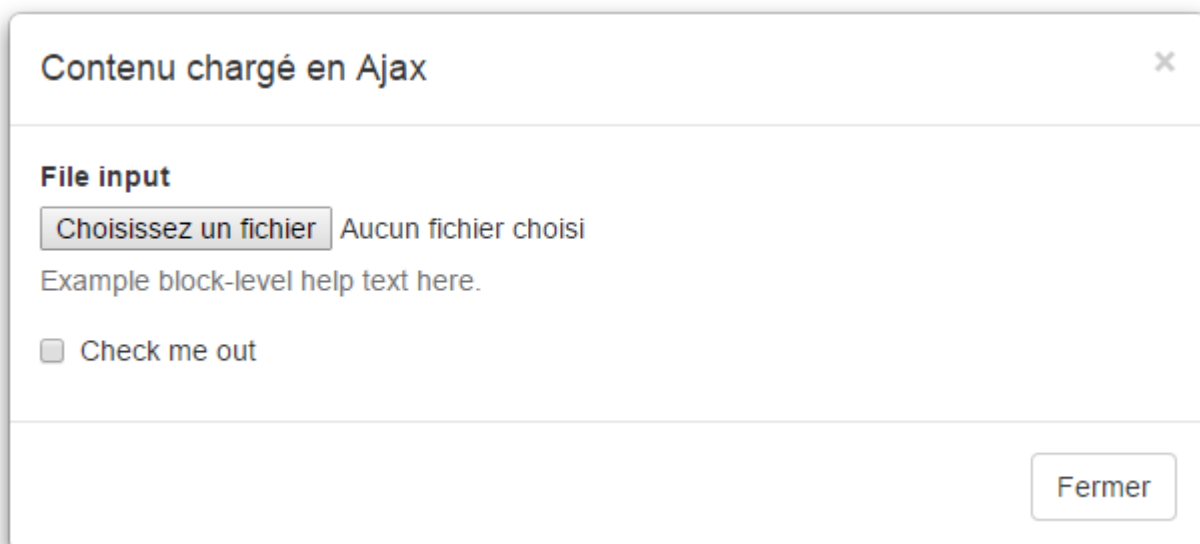 Contenu chargé en Ajax ×
File input
Choisissez un fichier Aucun fichier choisi
Example block-level help text here.
Check me out
Fermer